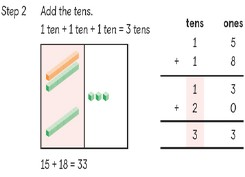 Step 2 Add the tens.
1 ten + 1 ten + 1 ten = 3 tens
tens ones
1 5
+ 1 8
1 3
+ 2 0
3 3
15 + 18 = 33